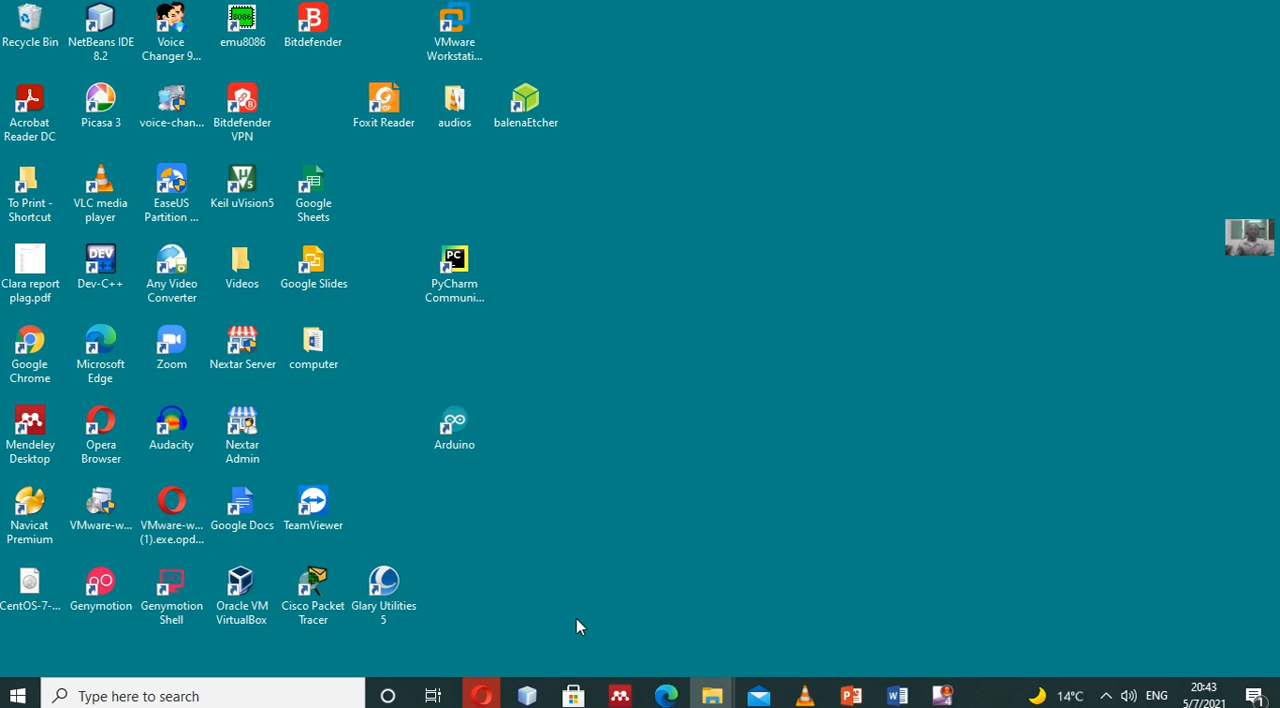 Recycle Bin
NetBeans IDE
8.2
Voice
Changer 9...
8086
emu8086
Bitdefender
VMware
Workstati...
Acrobat
Reader DC
Picasa 3
voice-chan...
Bitdefender
VPN
Foxit Reader
audios
balenaEtcher
To Print -
Shortcut
VLC media
player
EaseUS
Partition ...
Keil uVision5
Google
Sheets
Clara report
plag.pdf
DEV
Dev-C++
Any Video
Converter
Videos
Google Slides
PC
PyCharm
Communi...
Google
Chrome
Microsoft
Edge
Zoom
Nextar Server
computer
Mendeley
Desktop
Opera
Browser
Audacity
Nextar
Admin
Arduino
Navicat
Premium
VMware-w...
VMware-w...
(1).exe.opd...
Google Docs
TeamViewer
CentOS-7-...
Genymotion
Genymotion
Shell
Oracle VM
VirtualBox
Cisco Packet
Tracer
Glary Utilities
5
Type here to search
14°C
ENG
20:43
5/7/2021
1